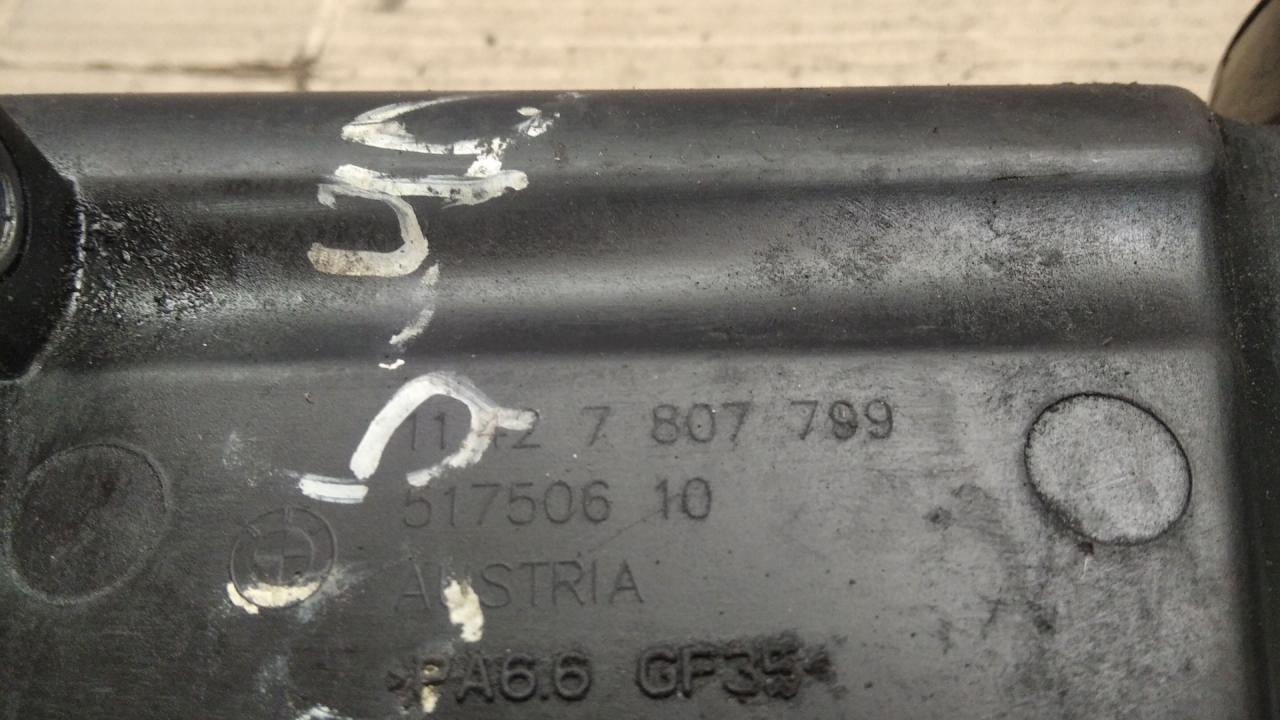 11 42 7 807 799
517506 10
AUSTRIA
>PA6.6 GF35<